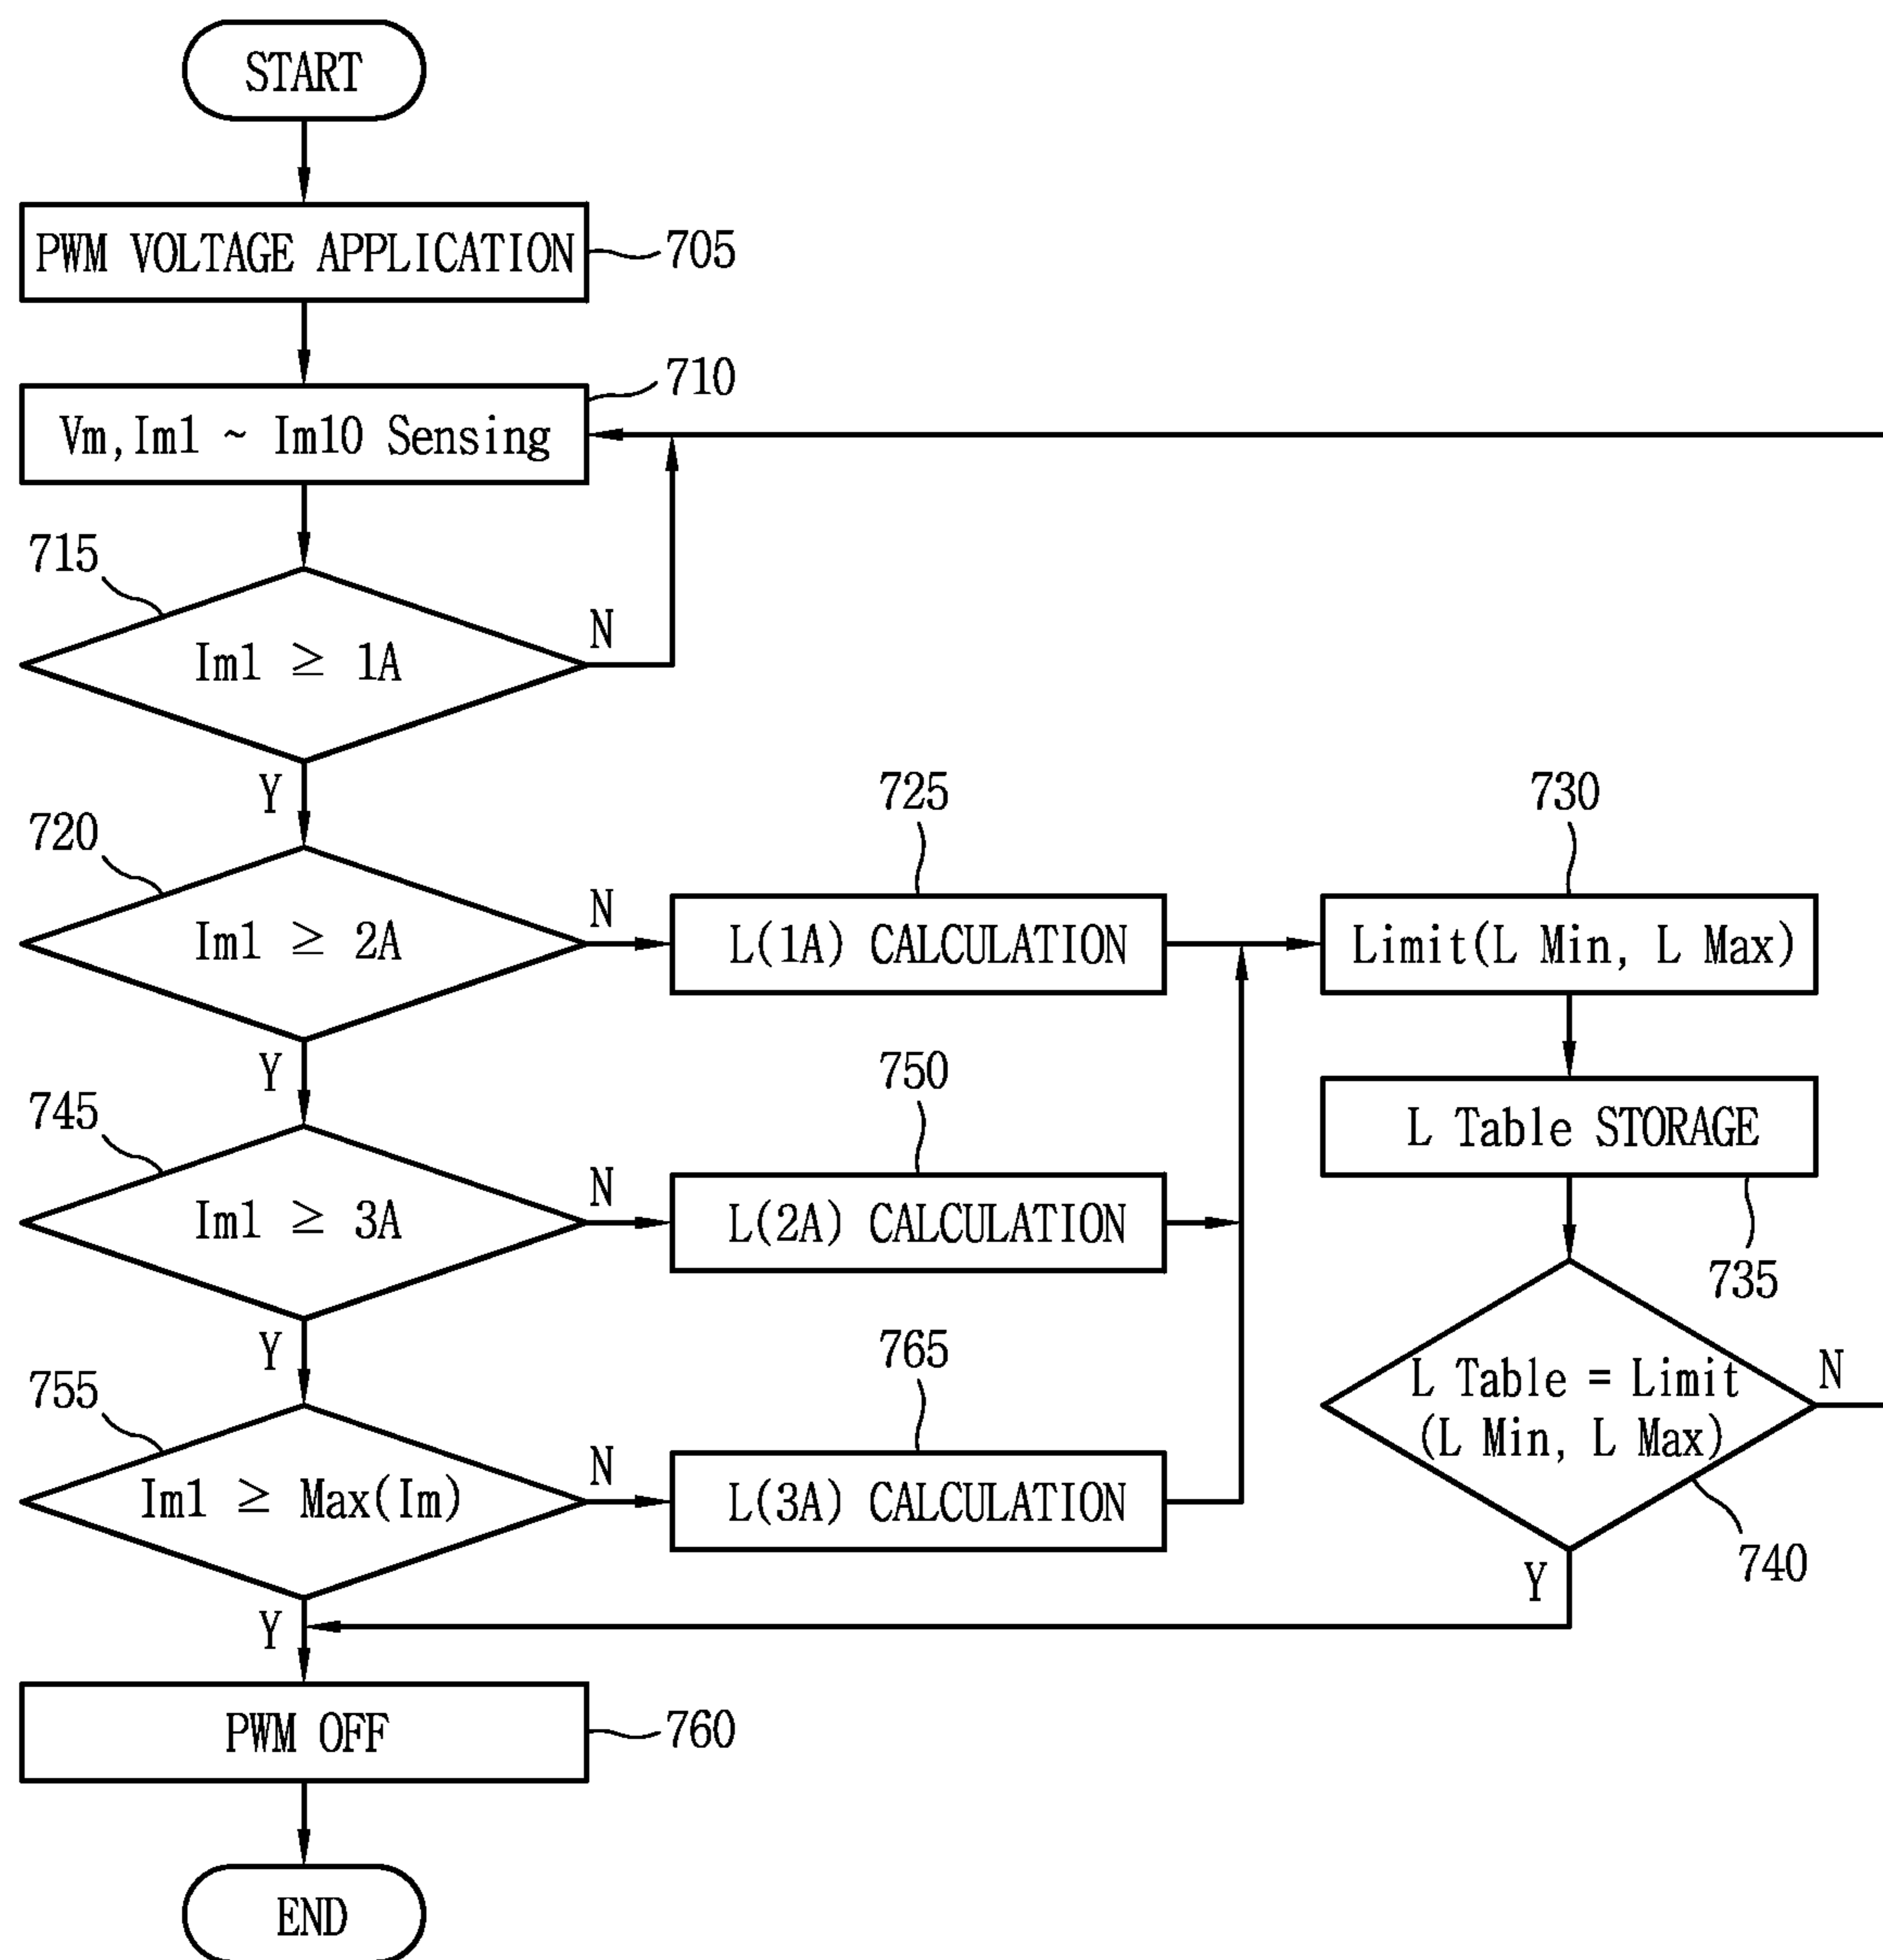 START
PWM VOLTAGE APPLICATION
705
710
Vm,Im1 ~ Im10 Sensing
715
N
Im1 ≥ 1A
Y
720
725
730
Im1 ≥ 2A
N
L(1A) CALCULATION
Limit(L Min, L Max)
Y
745
750
L Table STORAGE
Im1 ≥ 3A
N
L(2A) CALCULATION
735
Y
755
765
L Table = Limit
(L Min, L Max)
N
Im1 ≥ Max(Im)
N
L(3A) CALCULATION
740
Y
Y
PWM OFF
760
END